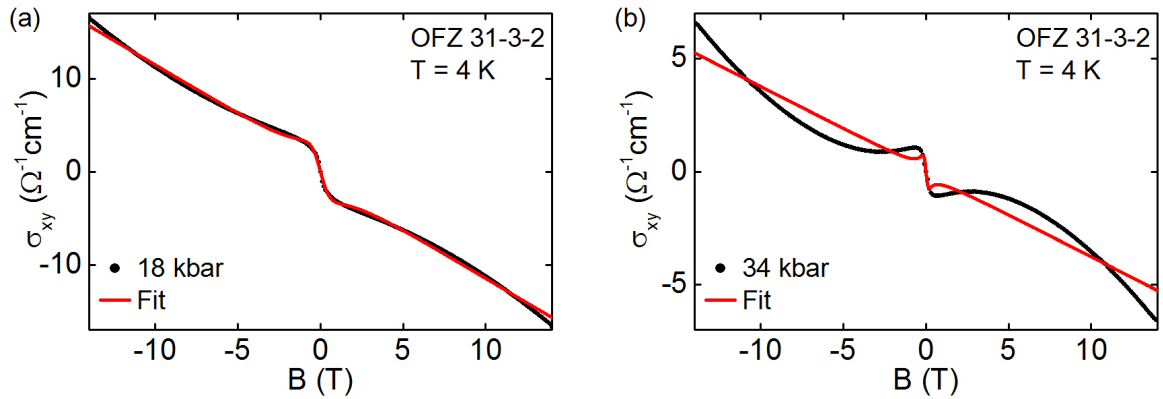 (a)
OFZ 31-3-2
T = 4 K
σxy (Ω-1cm-1)
10
0
-10
18 kbar
Fit
-10 -5 0 5 10
B (T)
(b)
OFZ 31-3-2
T = 4 K
σxy (Ω-1cm-1)
5
0
-5
34 kbar
Fit
-10 -5 0 5 10
B (T)